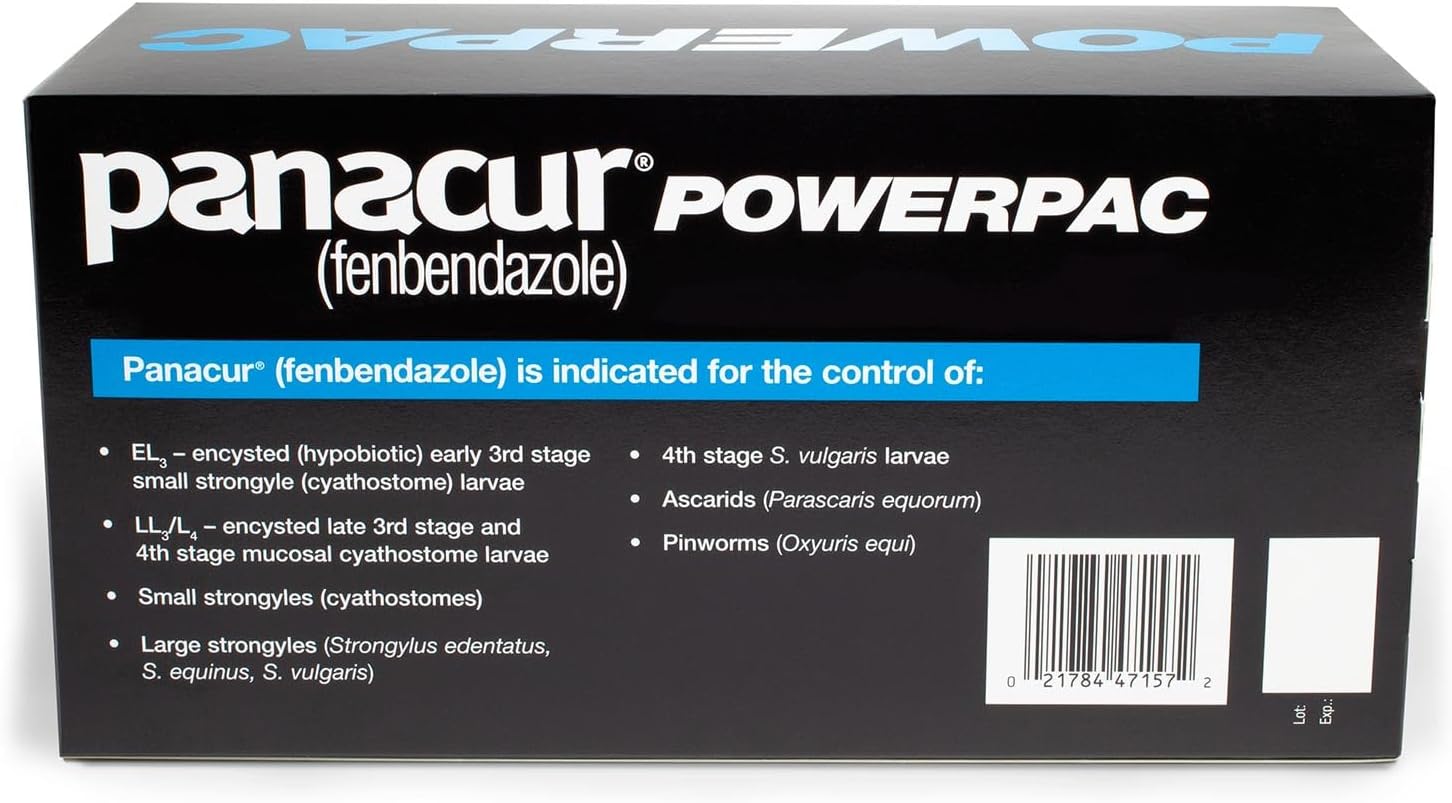 POWERPAC
panacur® POWERPAC
(fenbendazole)
Panacur® (fenbendazole) is indicated for the control of:
• EL₃ – encysted (hypobiotic) early 3rd stage
small strongyle (cyathostome) larvae
• LL₃/L₄ – encysted late 3rd stage and
4th stage mucosal cyathostome larvae
• Small strongyles (cyathostomes)
• Large strongyles (Strongylus edentatus,
S. equinus, S. vulgaris)
• 4th stage S. vulgaris larvae
• Ascarids (Parascaris equorum)
• Pinworms (Oxyuris equi)
0 21784 47157 2
Lot:
Exp.: